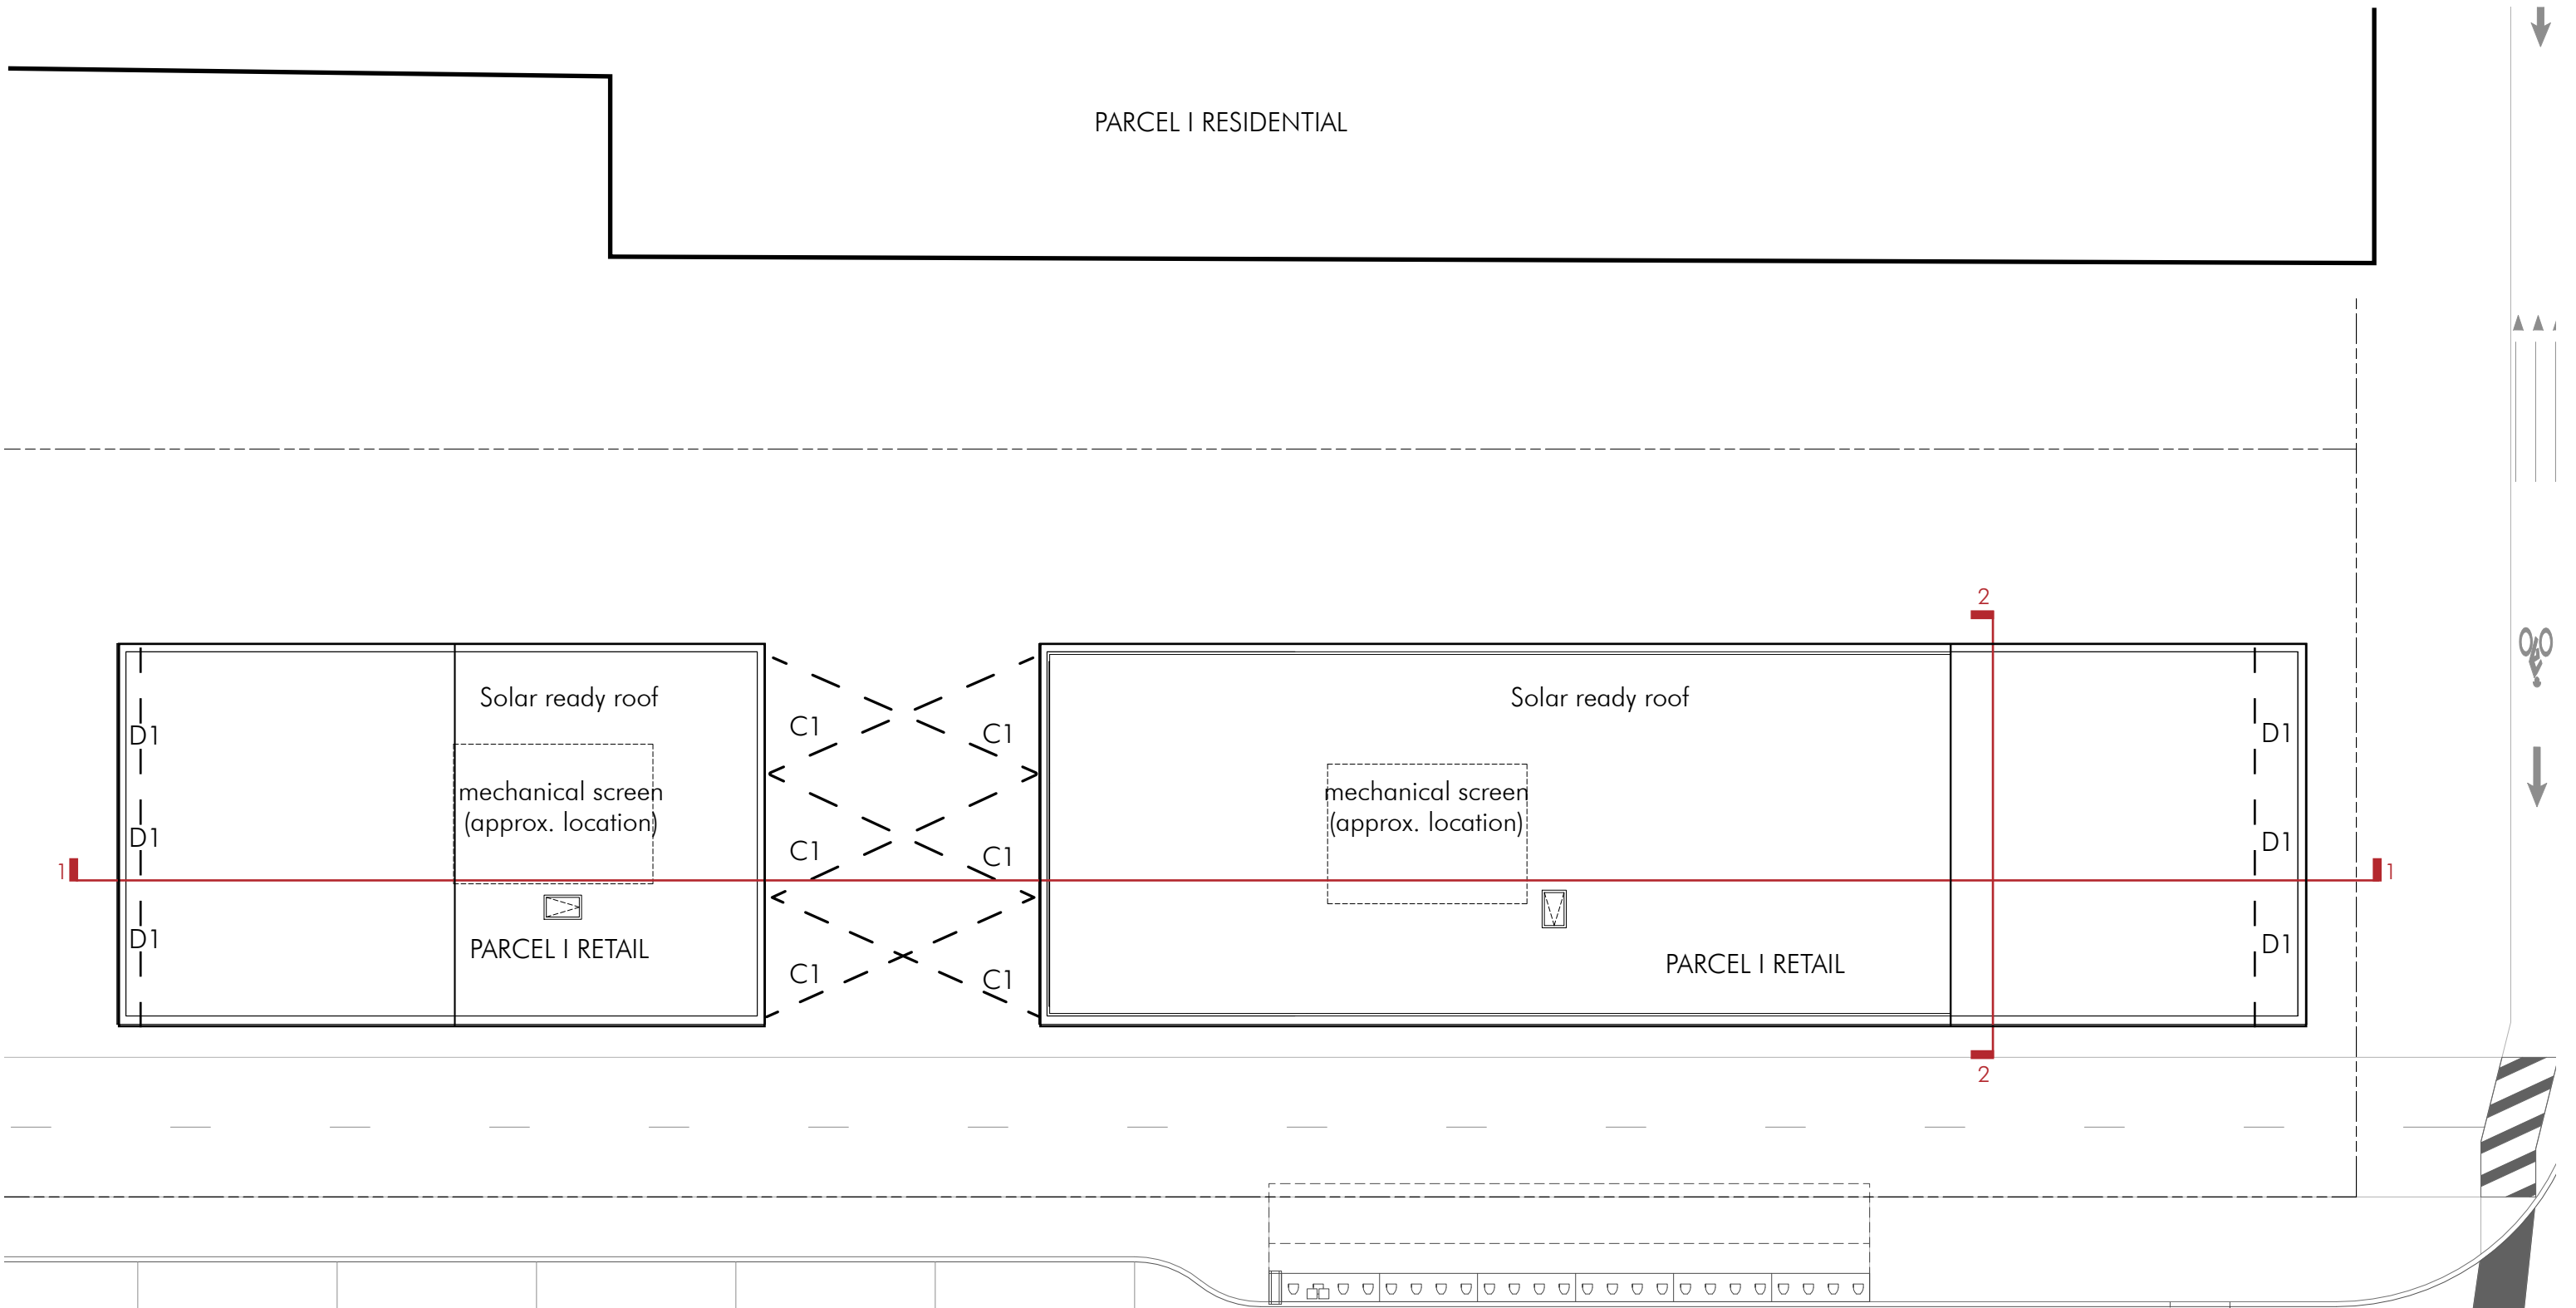 PARCEL I RESIDENTIAL
2
Solar ready roof
Solar ready roof
C1
C1
D1
D1
mechanical screen
(approx. location)
mechanical screen
(approx. location)
D1
D1
C1
C1
1
1
D1
D1
PARCEL I RETAIL
PARCEL I RETAIL
C1
C1
2